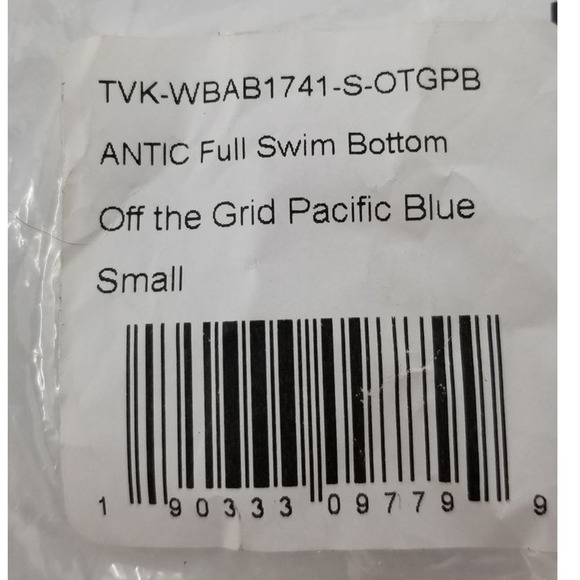 TVK-WBAB1741-S-OTGPB
ANTIC Full Swim Bottom
Off the Grid Pacific Blue
Small
1 90333 09779 9